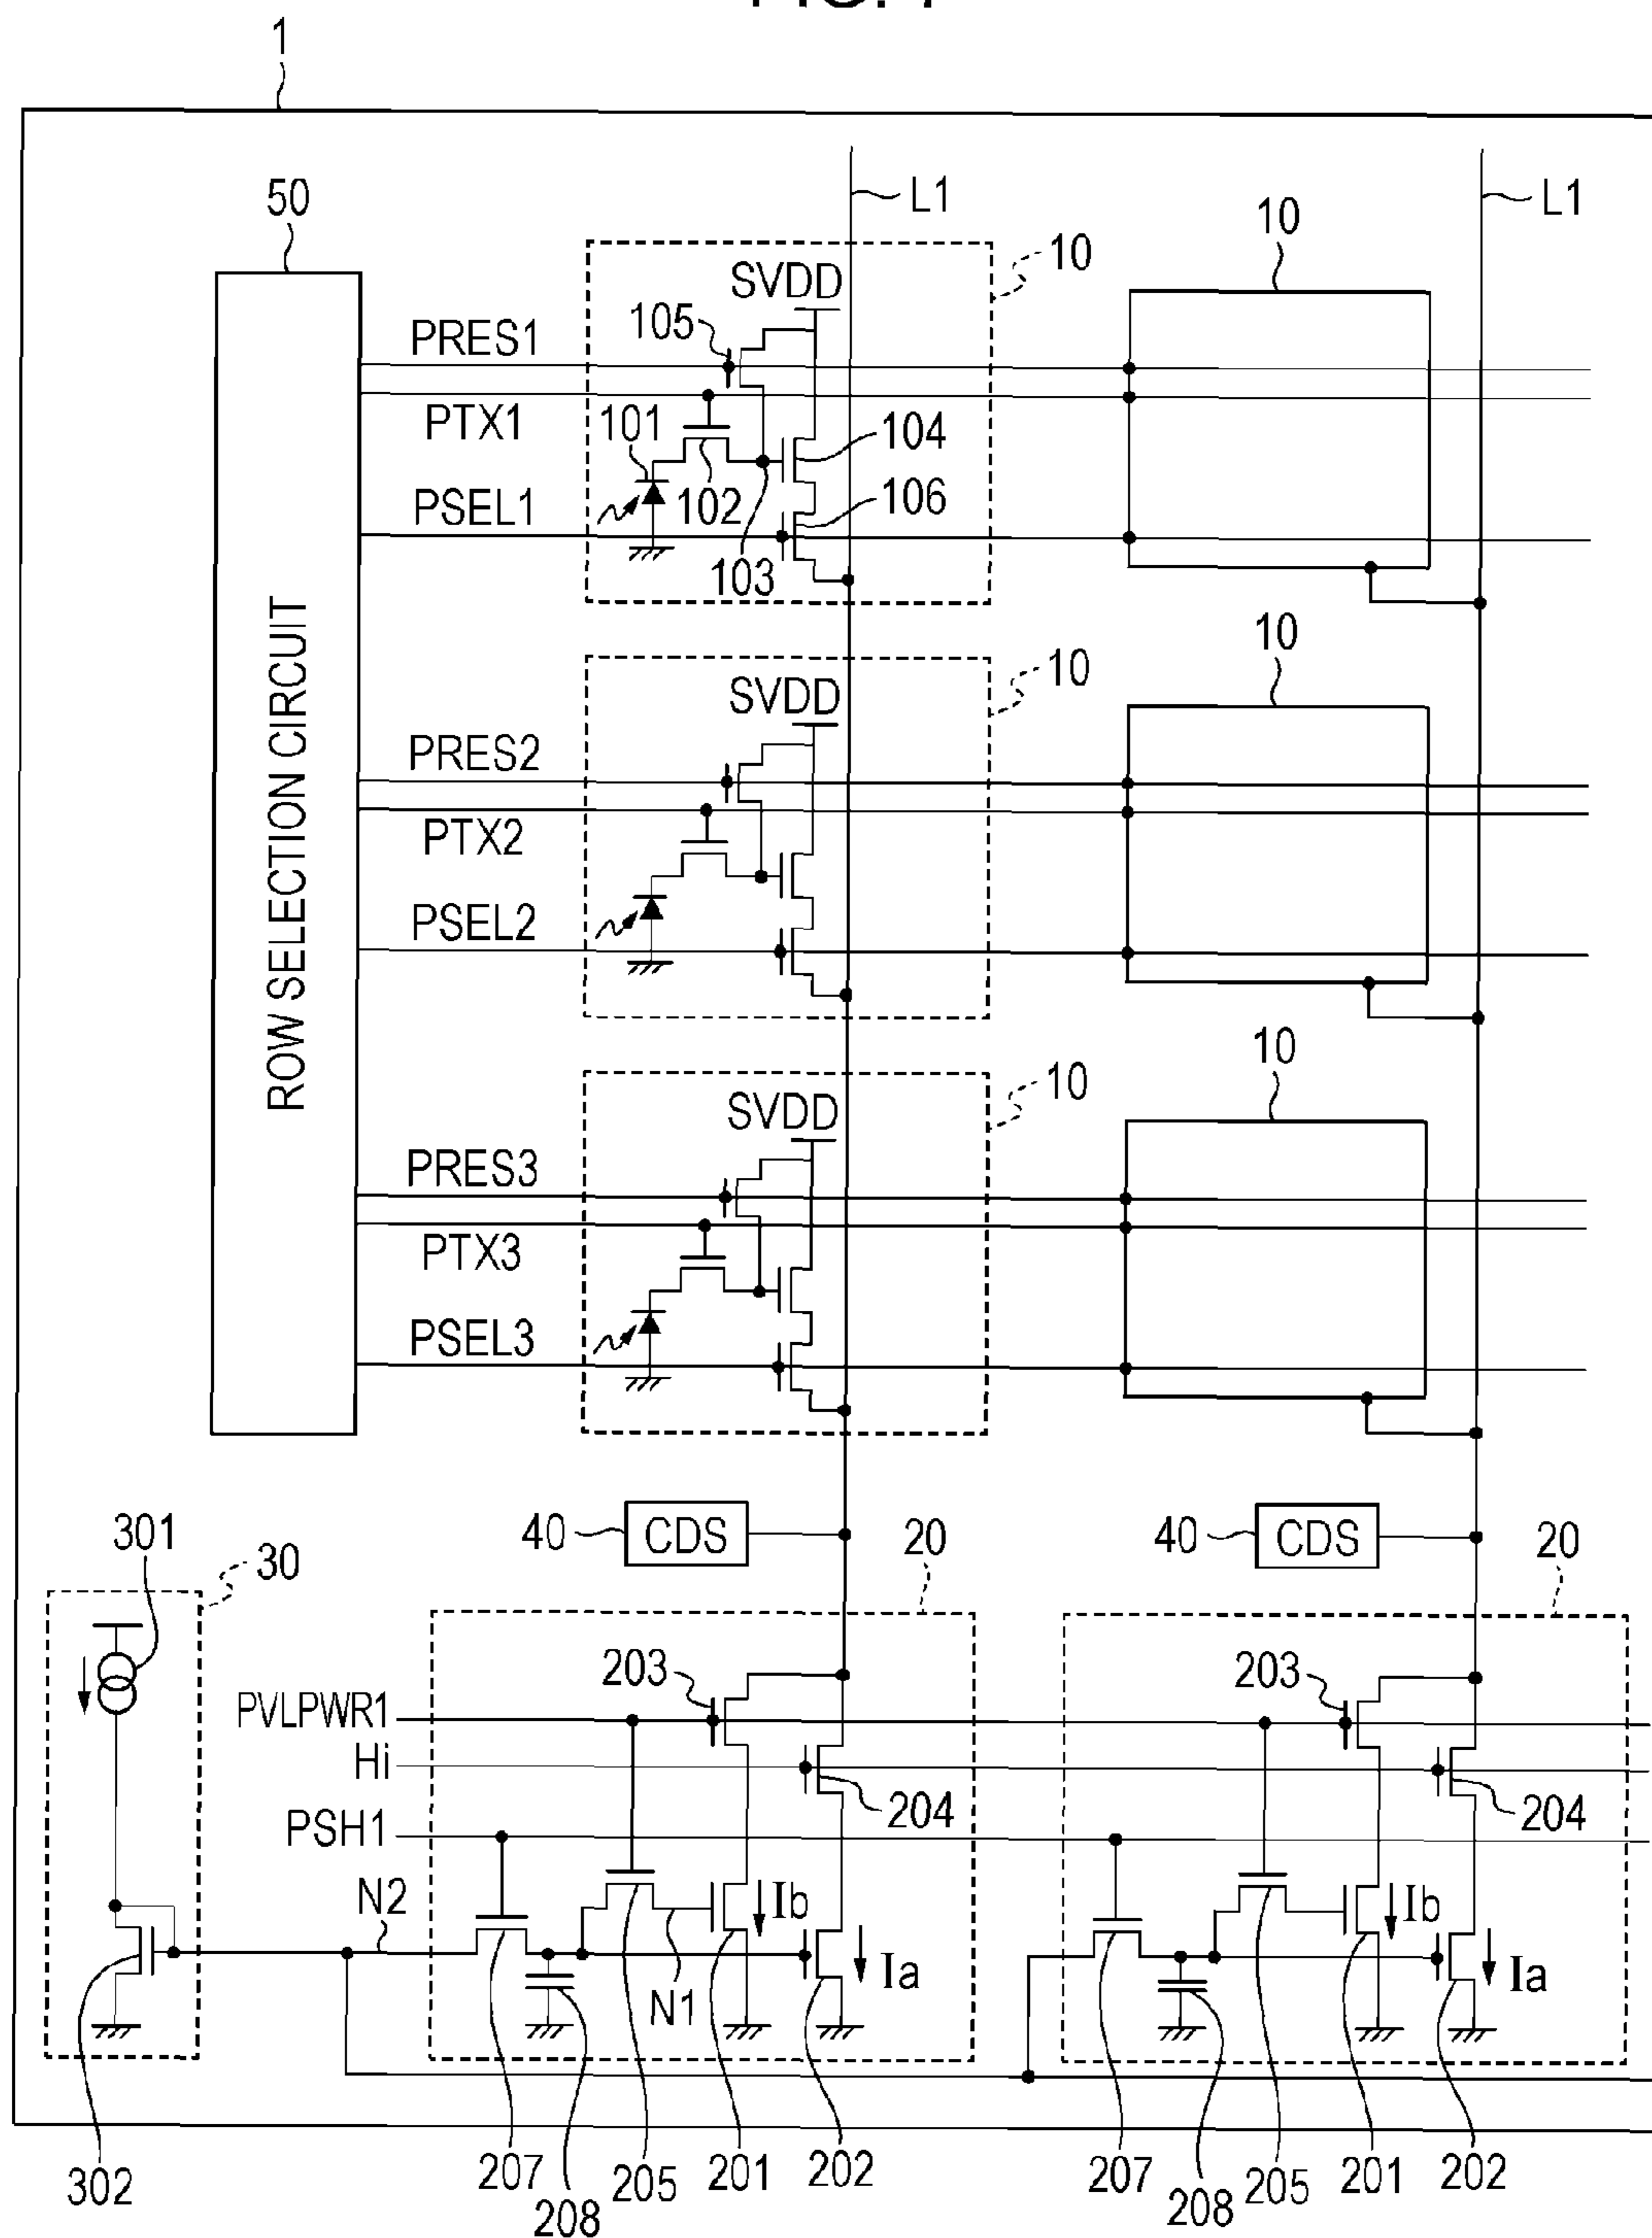 1
50
L1
L1
10
10
SVDD
105
PRES1
PTX1
101
104
102
106
PSEL1
103
ROW SELECTION CIRCUIT
10
10
SVDD
PRES2
PTX2
PSEL2
10
10
SVDD
PRES3
PTX3
PSEL3
301
30
40
CDS
20
40
CDS
20
203
203
PVLPWR1
Hi
204
204
PSH1
N2
Ib
Ib
Ia
Ia
N1
302
207
208
205
201
202
207
208
205
201
202